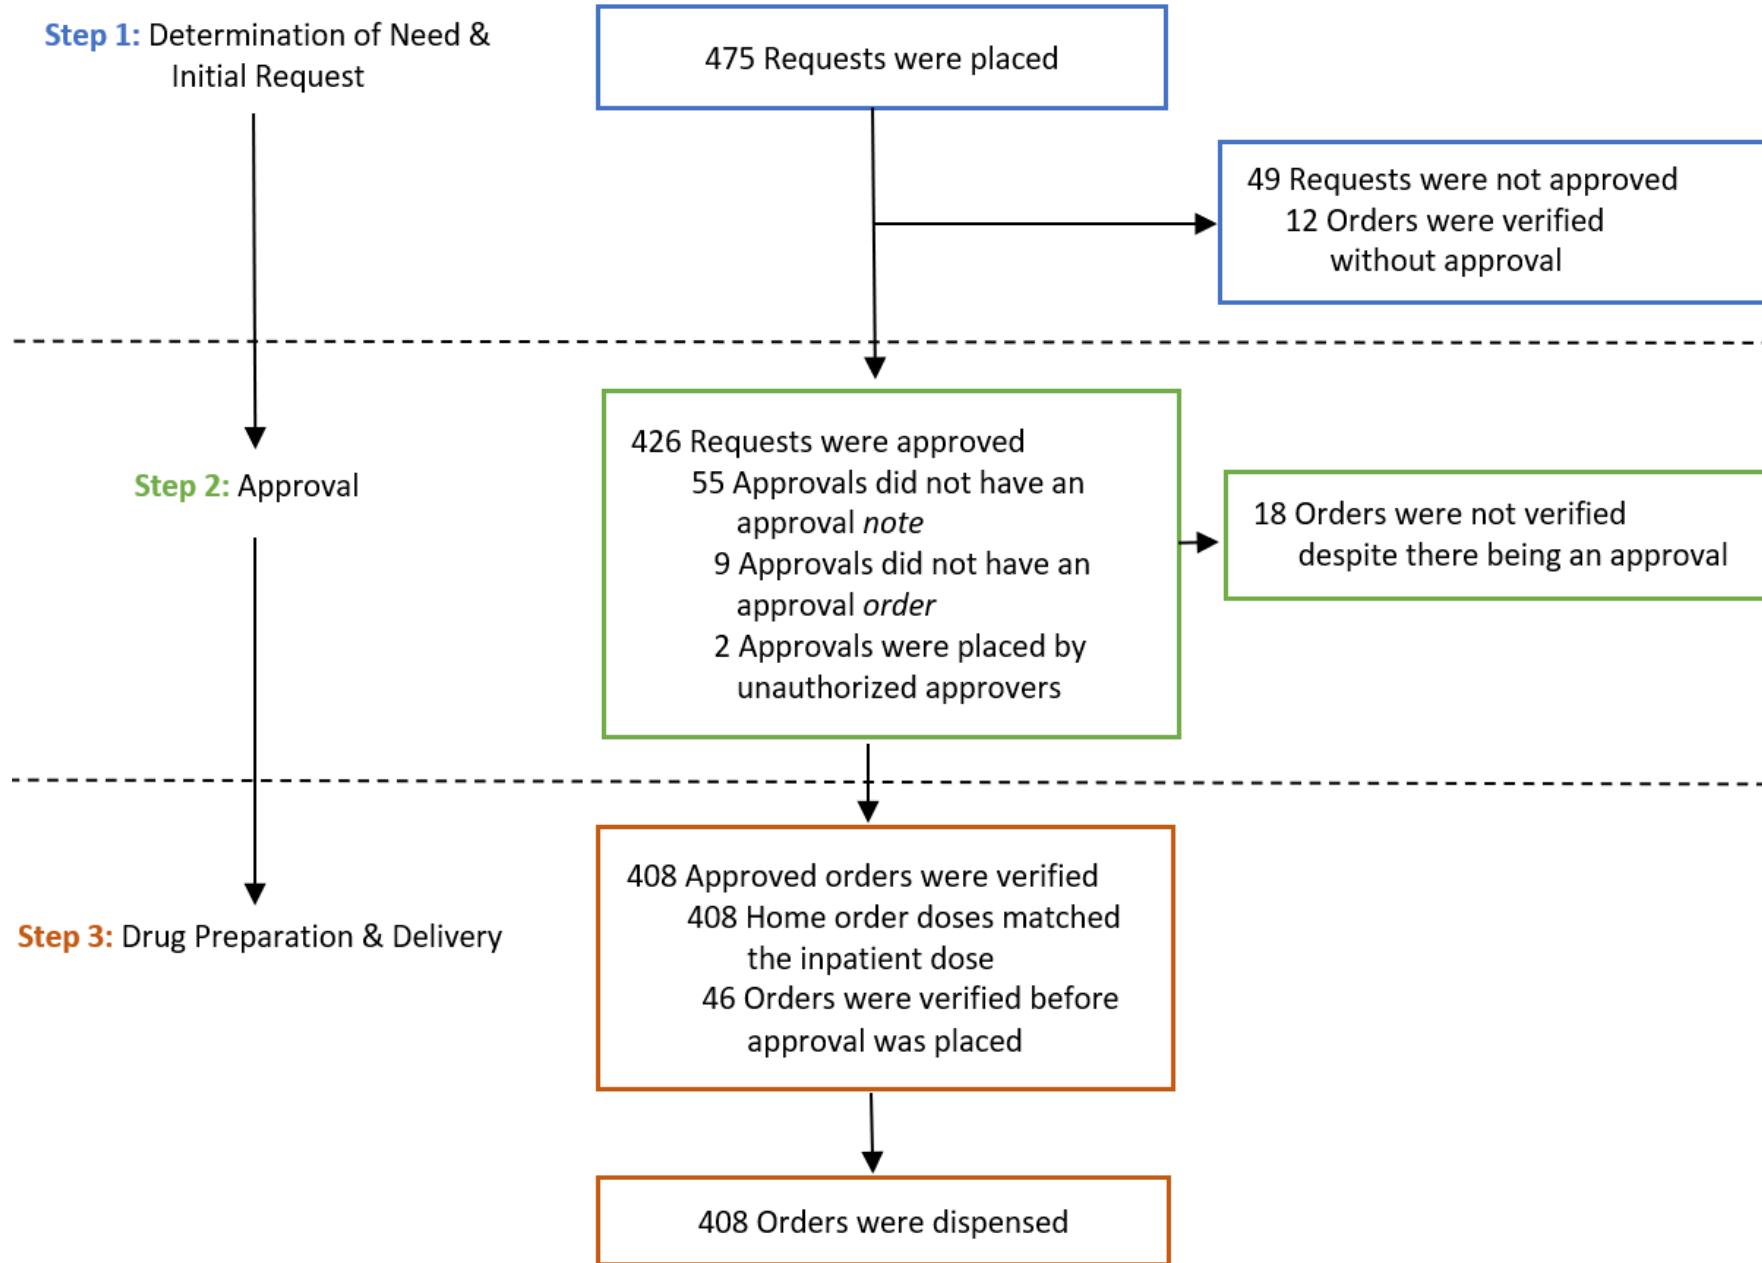 Step 1: Determination of Need &
Initial Request
475 Requests were placed
49 Requests were not approved
12 Orders were verified
without approval
Step 2: Approval
426 Requests were approved
55 Approvals did not have an
approval note
9 Approvals did not have an
approval order
2 Approvals were placed by
unauthorized approvers
18 Orders were not verified
despite there being an approval
Step 3: Drug Preparation & Delivery
408 Approved orders were verified
408 Home order doses matched
the inpatient dose
46 Orders were verified before
approval was placed
408 Orders were dispensed